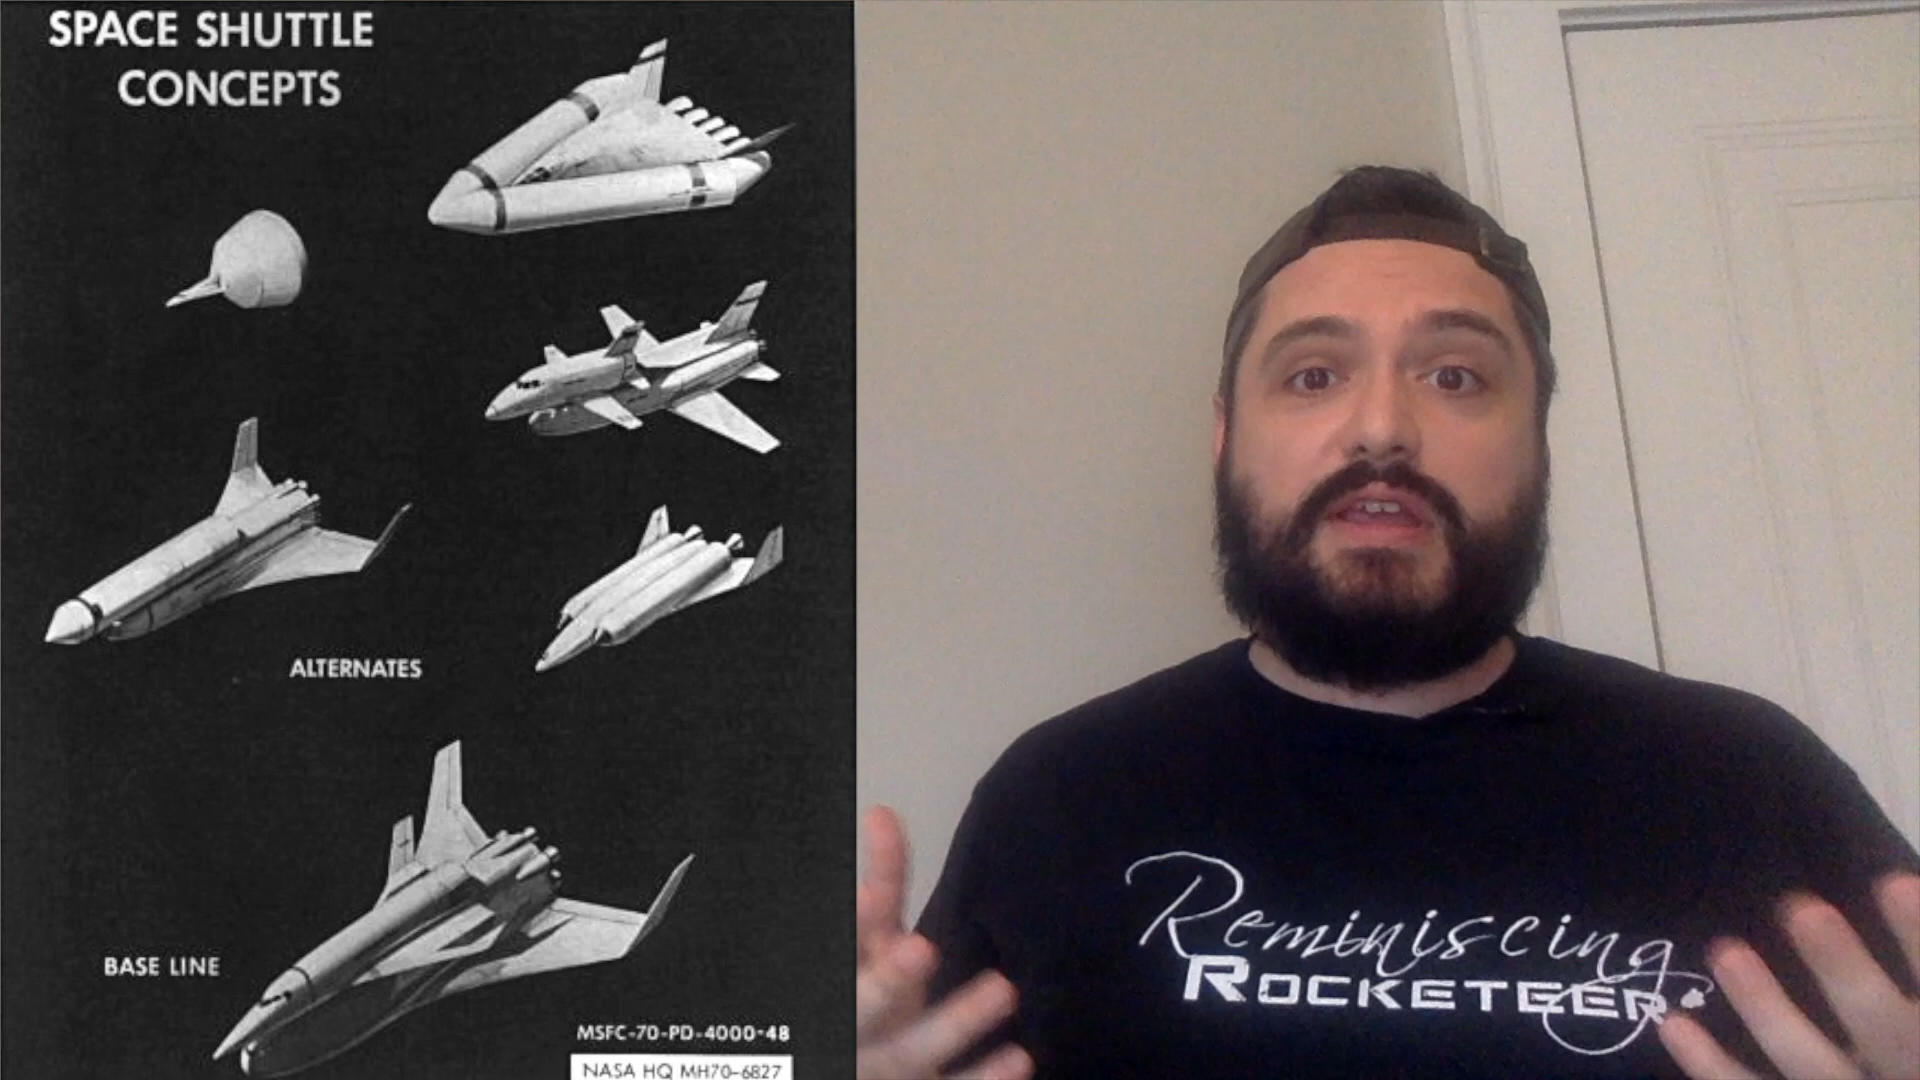 SPACE SHUTTLE
CONCEPTS
ALTERNATES
BASE LINE
MSFC-70-PD-4000-48
NASA HQ MH70-6827
Reminiscing
ROCKETEER